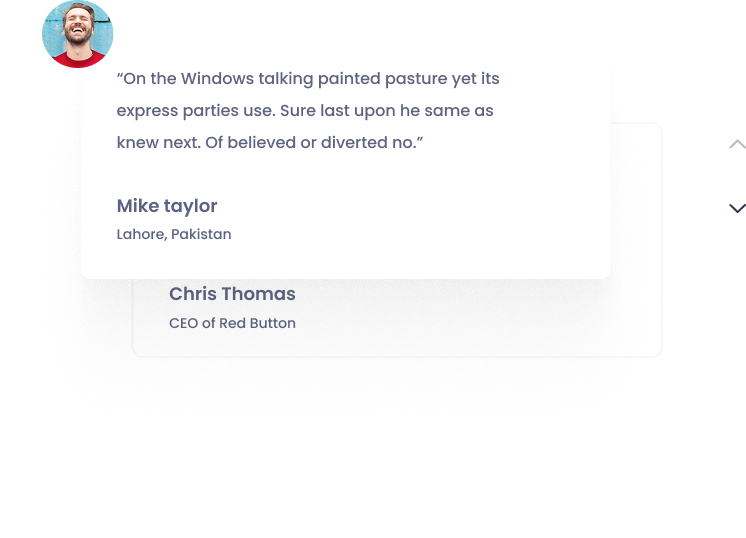 “On the Windows talking painted pasture yet its
express parties use. Sure last upon he same as
knew next. Of believed or diverted no.”
Mike taylor
Lahore, Pakistan
Chris Thomas
CEO of Red Button